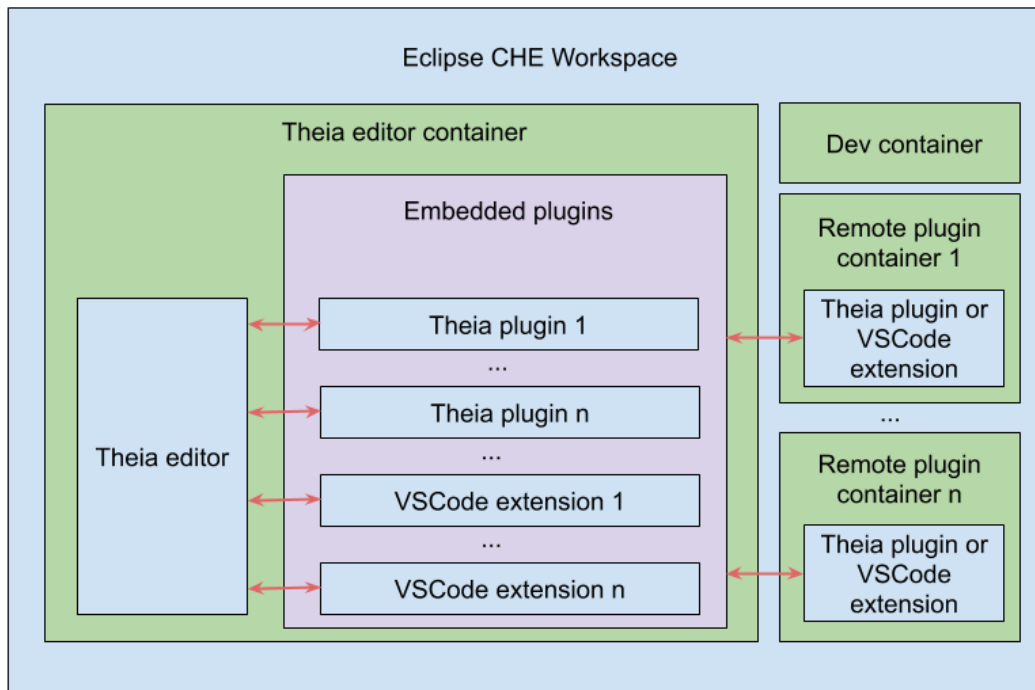 Eclipse CHE Workspace
Theia editor container
Embedded plugins
Theia editor
Theia plugin 1
...
Theia plugin n
...
VSCode extension 1
...
VSCode extension n
Dev container
Remote plugin
container 1
Theia plugin or
VSCode
extension
...
Remote plugin
container n
Theia plugin or
VSCode
extension